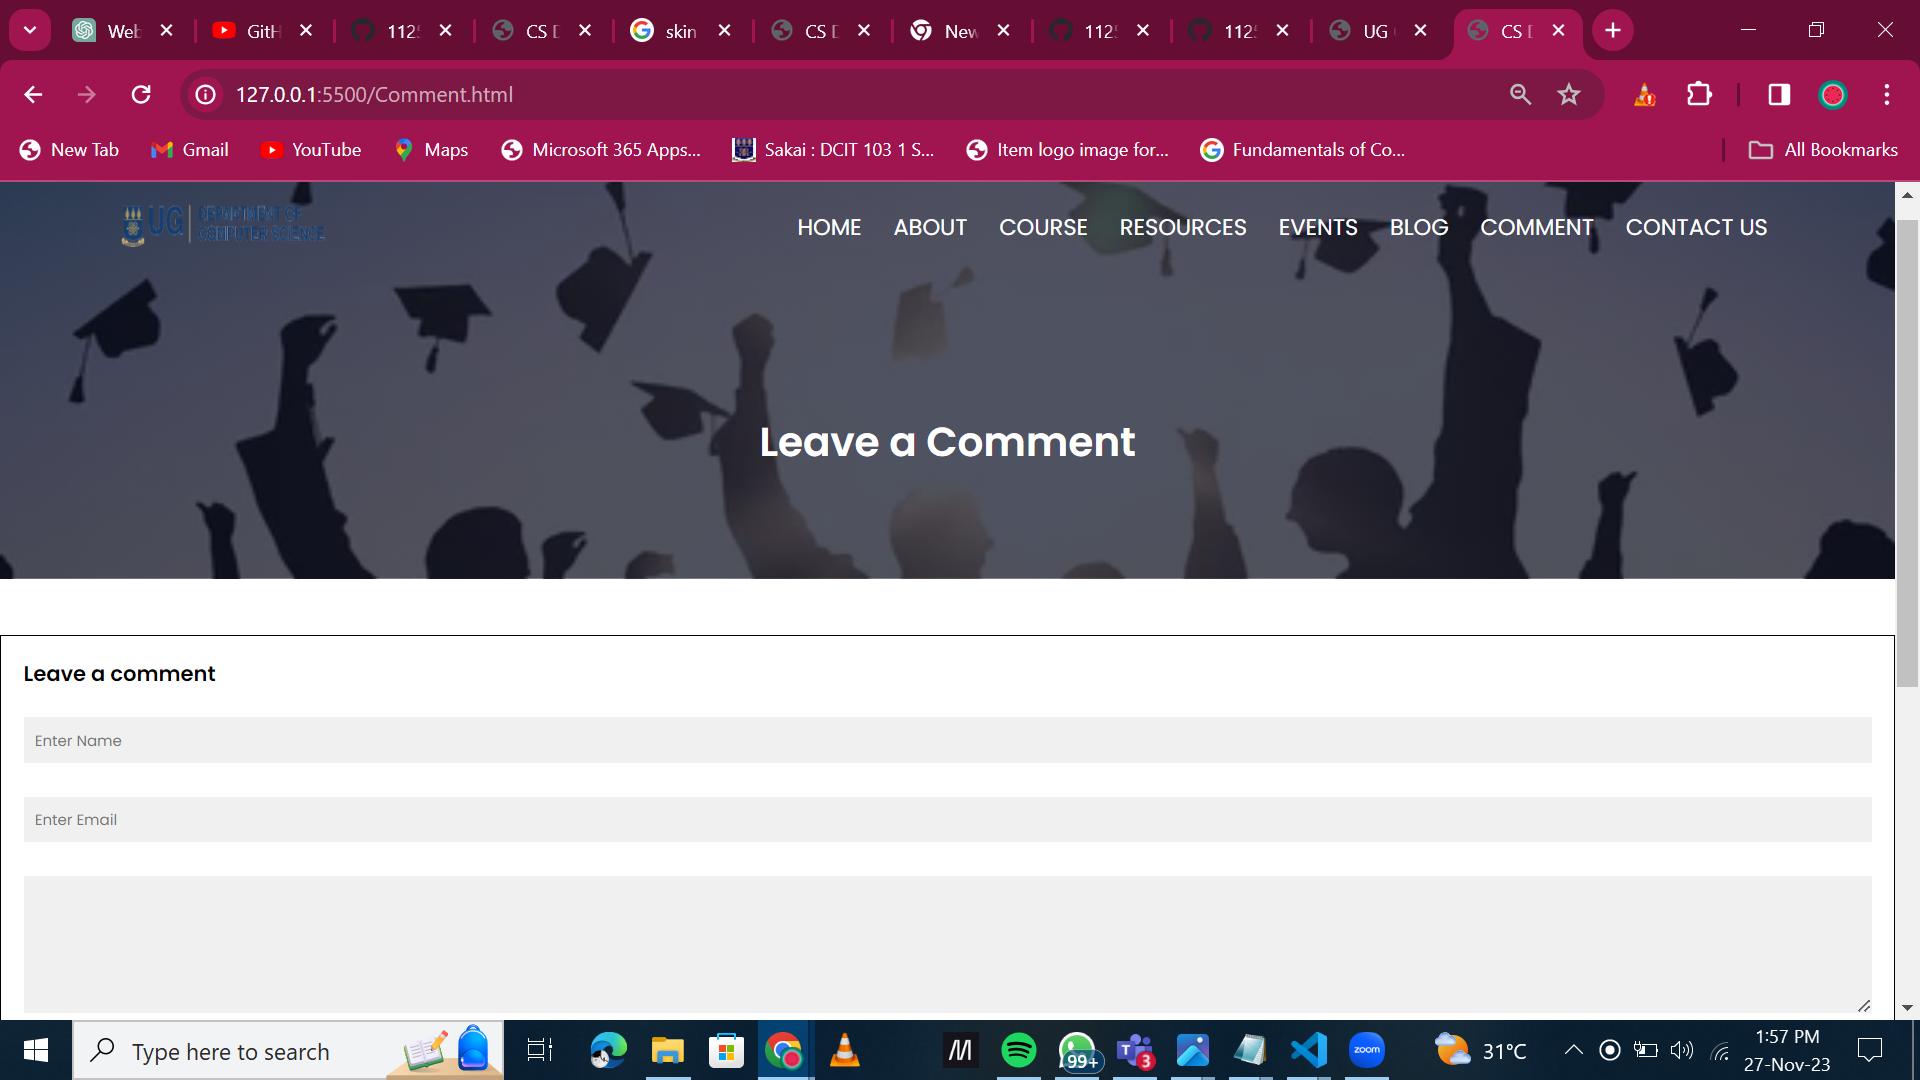 Web
GitH
112
CS D
skin
CS D
New
112
112
UG
CS D
127.0.0.1:5500/Comment.html
New Tab
Gmail
YouTube
Maps
Microsoft 365 Apps...
Sakai : DCIT 103 1 S...
Item logo image for...
Fundamentals of Co...
All Bookmarks
UG
DEPARTMENT OF
COMPUTER SCIENCE
HOME
ABOUT
COURSE
RESOURCES
EVENTS
BLOG
COMMENT
CONTACT US
Leave a Comment
Leave a comment
Enter Name
Enter Email
Type here to search
99+
3
zoom
31°C
1:57 PM
27-Nov-23